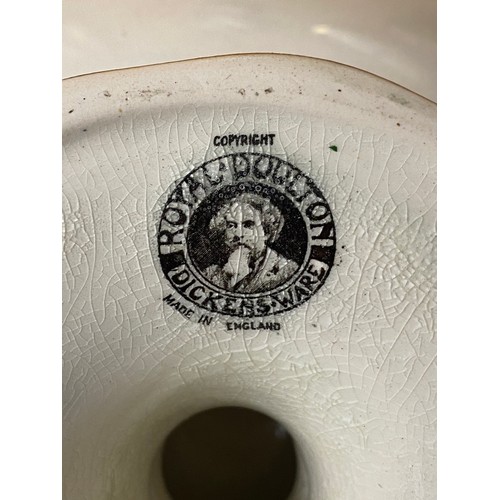 COPYRIGHT
ROYAL·DOULTON
DICKENS·WARE
MADE IN ENGLAND